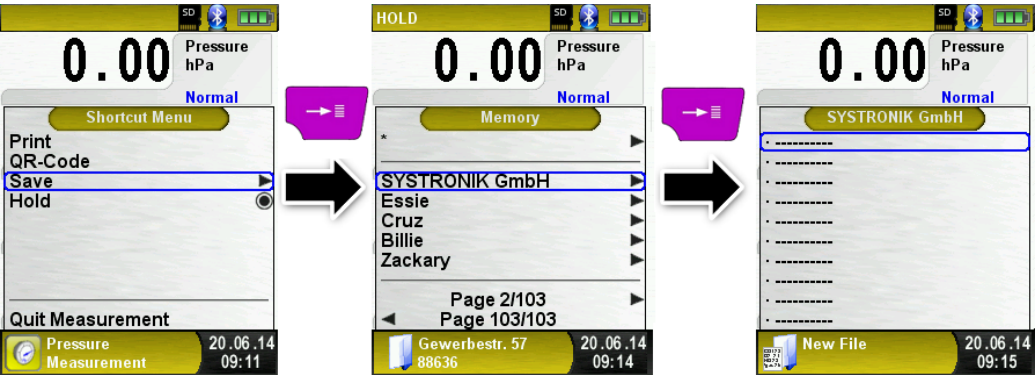 SD
0.00
Pressure
hPa
Normal
Shortcut Menu
Print
QR-Code
Save
Hold
Quit Measurement
Pressure
Measurement
20.06.14
09:11
HOLD
SD
0.00
Pressure
hPa
Normal
Memory
*
SYSTRONIK GmbH
Essie
Cruz
Billie
Zackary
Page 2/103
Page 103/103
Gewerbestr. 57
88636
20.06.14
09:14
SD
0.00
Pressure
hPa
Normal
SYSTRONIK GmbH
· ----------
· ----------
· ----------
· ----------
· ----------
· ----------
· ----------
· ----------
· ----------
· ----------
New File
20.06.14
09:15